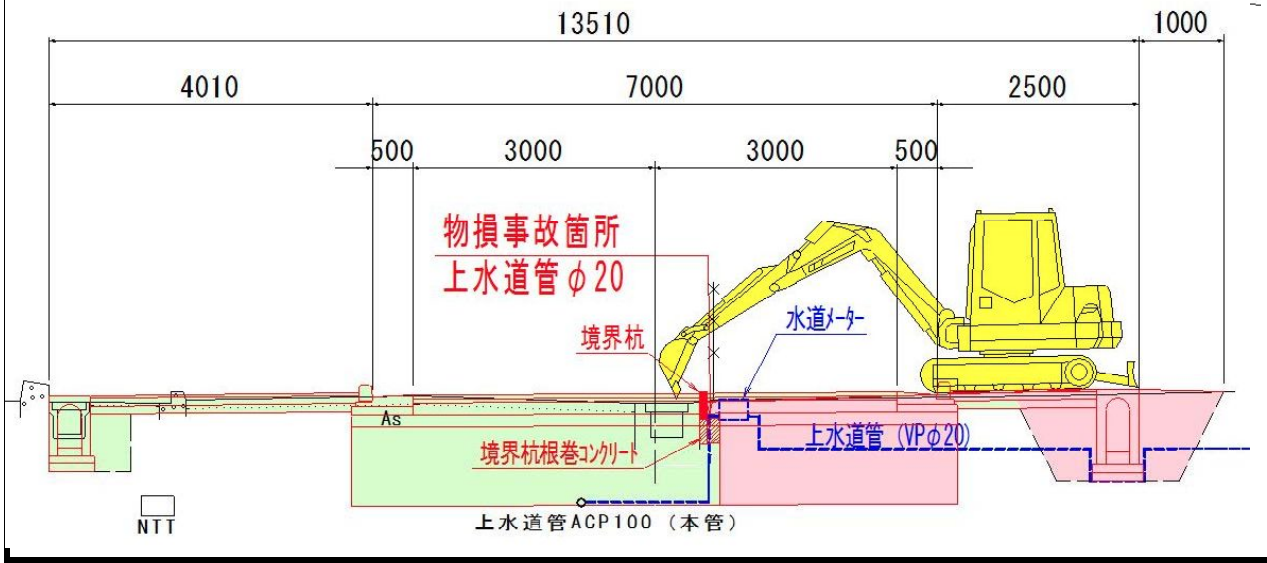 13510
1000
4010
7000
2500
500
3000
3000
500
物損事故箇所
上水道管φ20
水道ﾒｰﾀｰ
境界杭
As
上水道管 (VPφ20)
境界杭根巻ｺﾝｸﾘｰﾄ
NTT
上水道管ACP100 (本管)